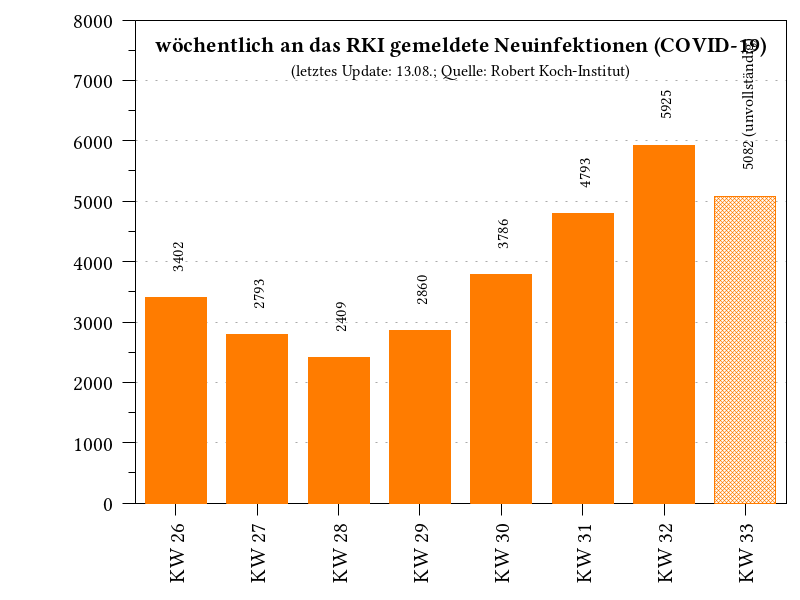 wöchentlich an das RKI gemeldete Neuinfektionen (COVID-19)
(letztes Update: 13.08.; Quelle: Robert Koch-Institut)
8000
7000
6000
5000
4000
3000
2000
1000
0
3402
2793
2409
2860
3786
4793
5925
5082 (unvollständig)
KW 26
KW 27
KW 28
KW 29
KW 30
KW 31
KW 32
KW 33